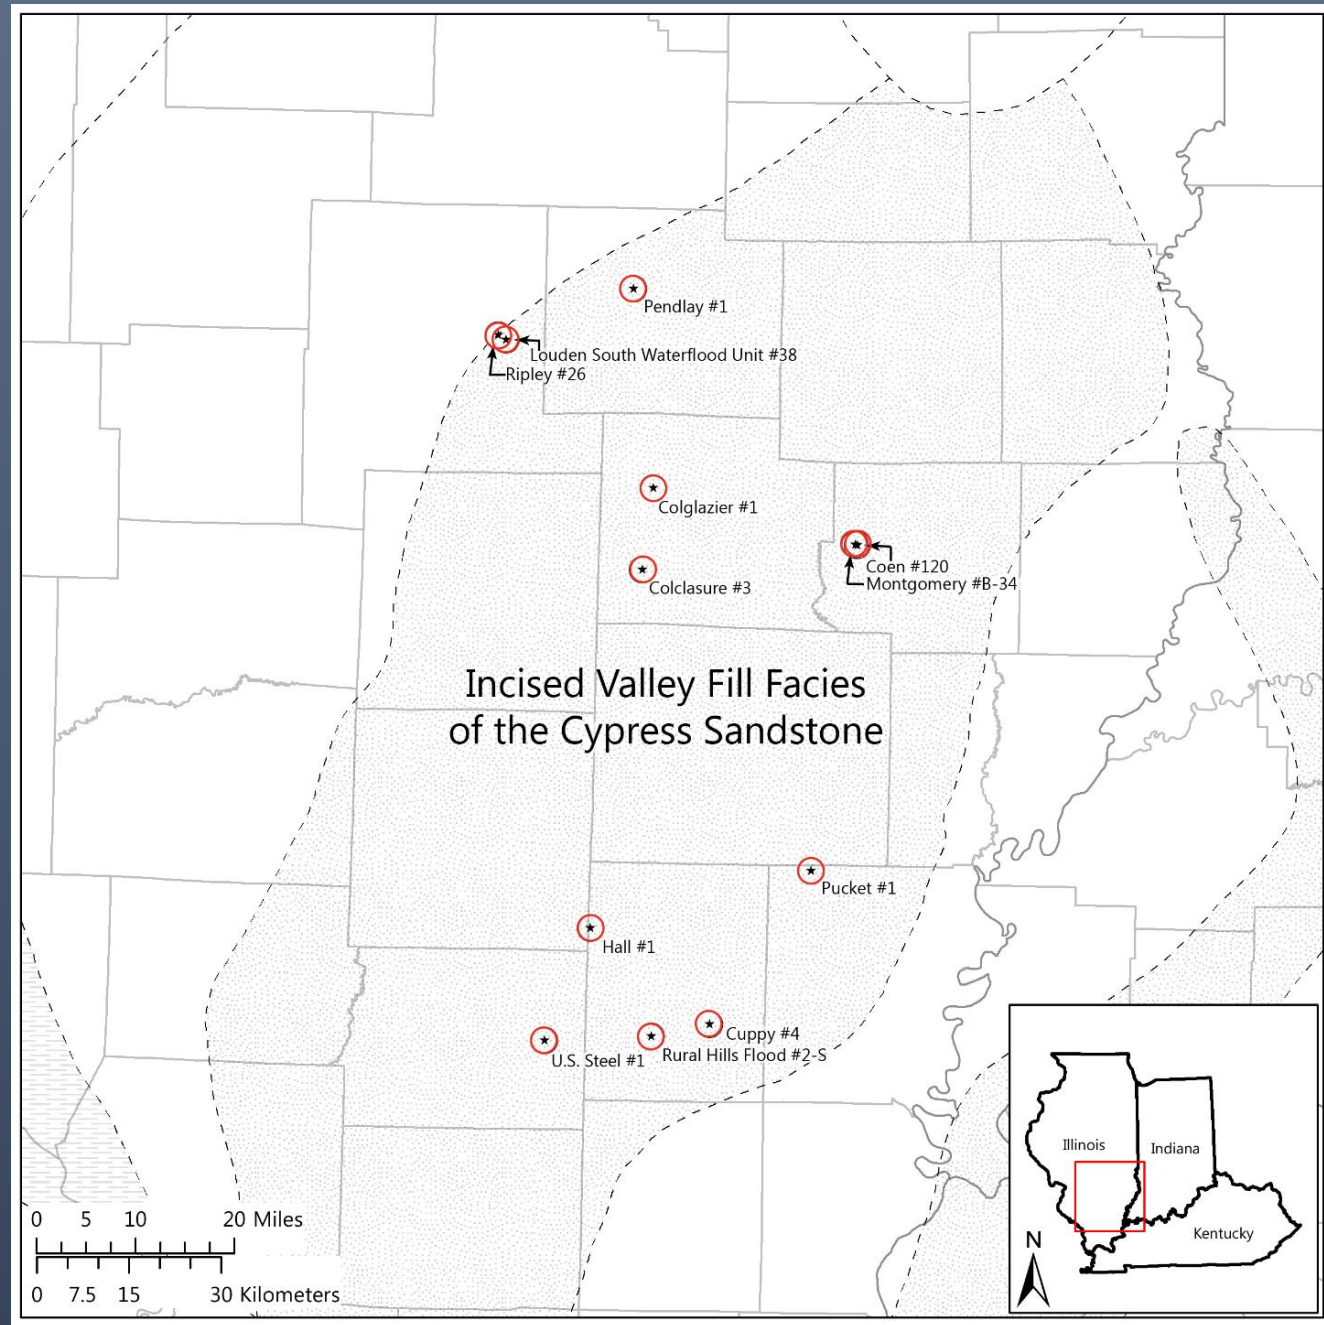 Pendlay #1
Louden South Waterflood Unit #38
Ripley #26
Colglazier #1
Coen #120
Montgomery #B-34
Colclasure #3
Incised Valley Fill Facies
of the Cypress Sandstone
Pucket #1
Hall #1
Cuppy #4
Rural Hills Flood #2-S
U.S. Steel #1
0 5 10 20 Miles
0 7.5 15 30 Kilometers
Illinois
Indiana
Kentucky
N